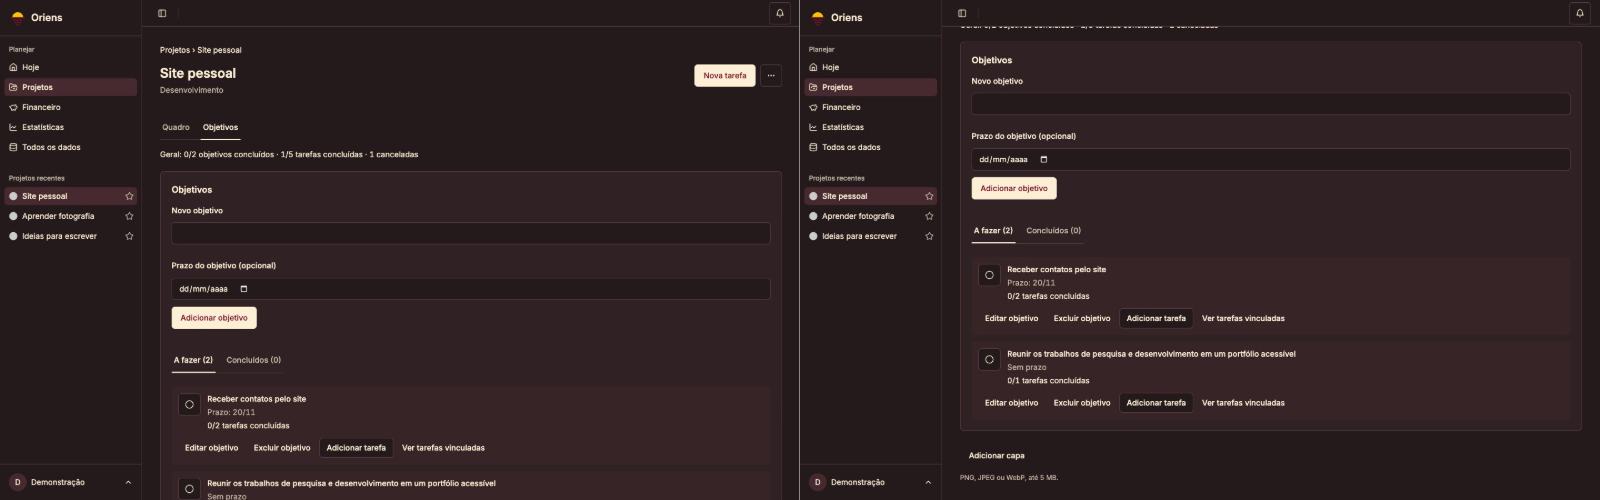 Oriens
Planejar
Hoje
Projetos
Financeiro
Estatísticas
Todos os dados
Projetos recentes
Site pessoal
Aprender fotografia
Ideias para escrever
D Demonstração
Projetos › Site pessoal
Site pessoal
Desenvolvimento
Nova tarefa
...
Quadro Objetivos
Geral: 0/2 objetivos concluídos · 1/5 tarefas concluídas · 1 canceladas
Objetivos
Novo objetivo
Prazo do objetivo (opcional)
dd/mm/aaaa
Adicionar objetivo
A fazer (2) Concluídos (0)
Receber contatos pelo site
Prazo: 20/11
0/2 tarefas concluídas
Editar objetivo Excluir objetivo Adicionar tarefa Ver tarefas vinculadas
Reunir os trabalhos de pesquisa e desenvolvimento em um portfólio acessível
Sem prazo
Oriens
Planejar
Hoje
Projetos
Financeiro
Estatísticas
Todos os dados
Projetos recentes
Site pessoal
Aprender fotografia
Ideias para escrever
D Demonstração
Objetivos
Novo objetivo
Prazo do objetivo (opcional)
dd/mm/aaaa
Adicionar objetivo
A fazer (2) Concluídos (0)
Receber contatos pelo site
Prazo: 20/11
0/2 tarefas concluídas
Editar objetivo Excluir objetivo Adicionar tarefa Ver tarefas vinculadas
Reunir os trabalhos de pesquisa e desenvolvimento em um portfólio acessível
Sem prazo
0/1 tarefas concluídas
Editar objetivo Excluir objetivo Adicionar tarefa Ver tarefas vinculadas
Adicionar capa
PNG, JPEG ou WebP, até 5 MB.